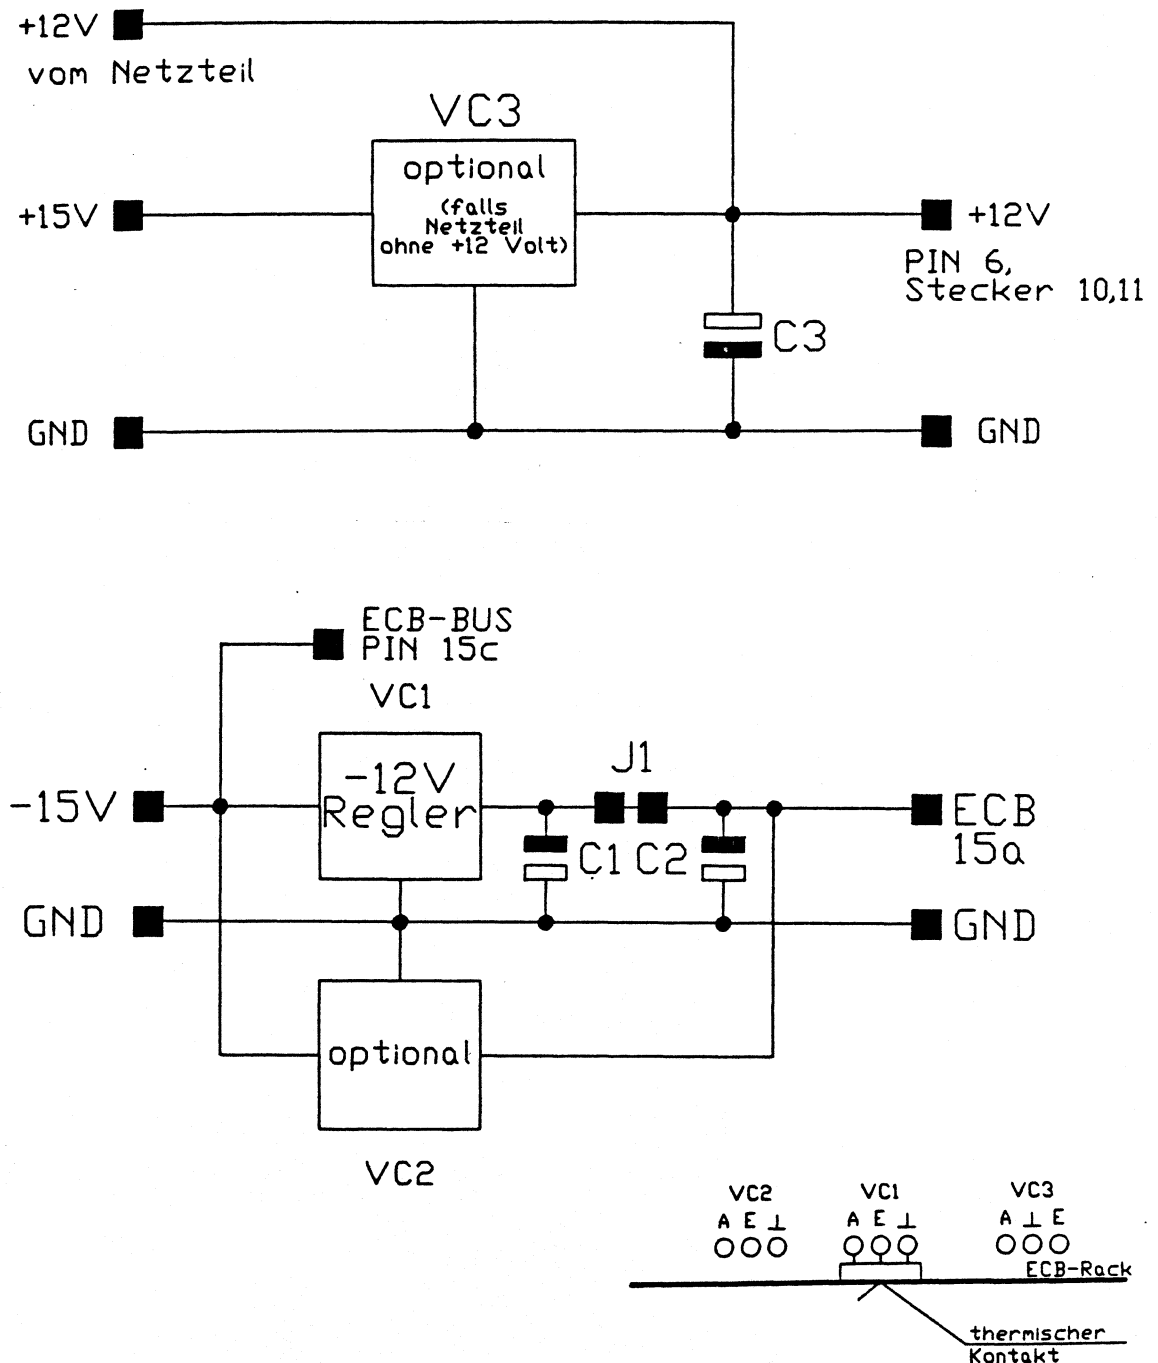 +12V
vom Netzteil
VC3
optional
(falls
Netzteil
ohne +12 Volt)
+15V
+12V
PIN 6,
Stecker 10,11
C3
GND
GND
ECB-BUS
PIN 15c
VC1
-12V
Regler
J1
-15V
C1
C2
ECB
15a
GND
GND
optional
VC2
VC2
VC1
VC3
A E ⊥
A E ⊥
A ⊥ E
ECB-Rack
thermischer
Kontakt